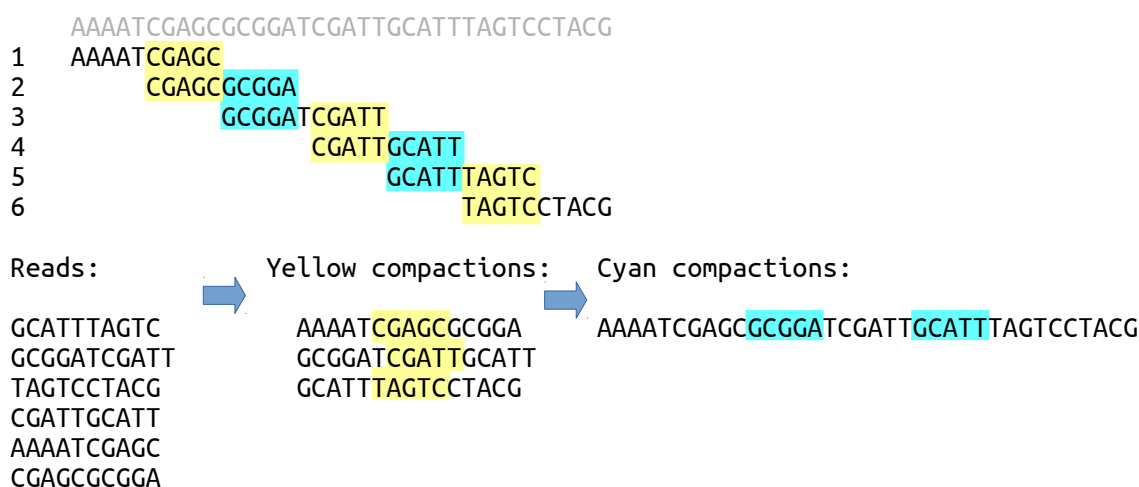 AAAATCGAGCGCGGATCGATTGCATTTAGTCCTACG
1 AAAATCGAGC
2 CGAGCGCGGA
3 GCGGATCGATT
4 CGATTGCATT
5 GCATTTAGTC
6 TAGTCCTACG
Reads: Yellow compactions: Cyan compactions:
GCATTTAGTC AAAATCGAGCGCGGA AAAATCGAGCGCGGATCGATTGCATTTAGTCCTACG
GCGGATCGATT GCGGATCGATTGCATT
TAGTCCTACG GCATTTAGTCCTACG
CGATTGCATT
AAAATCGAGC
CGAGCGCGGA